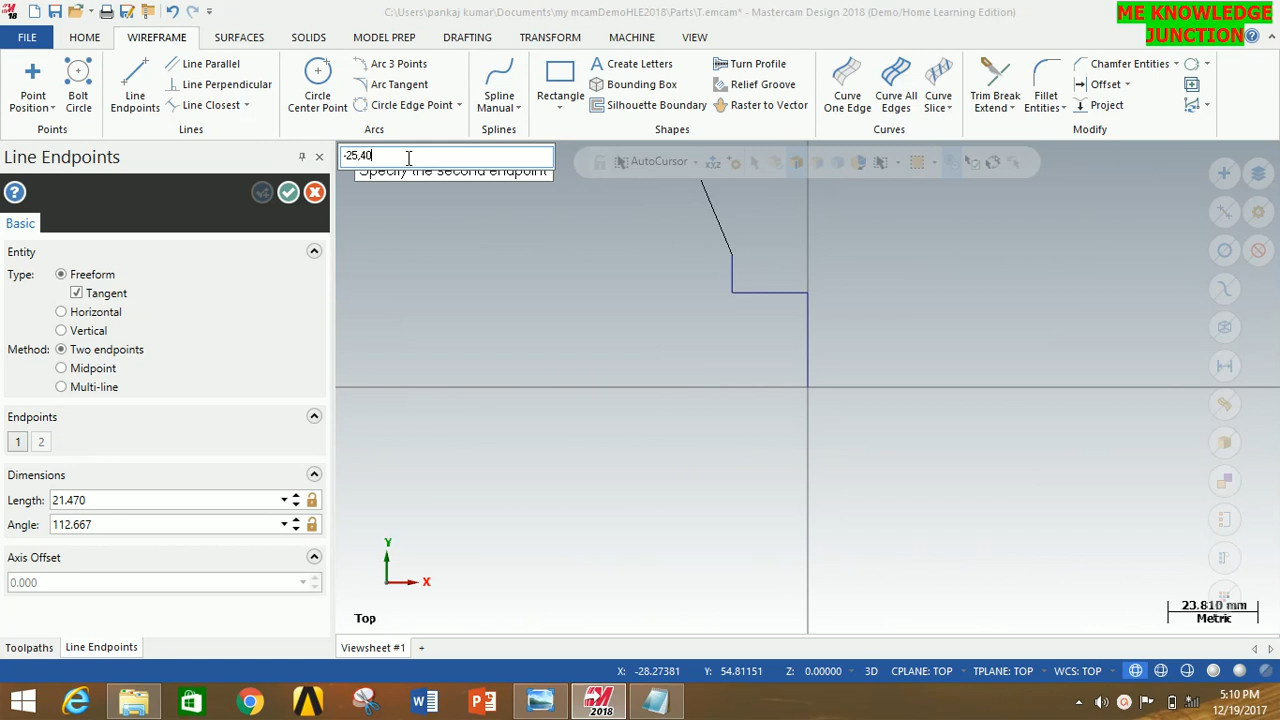 18
C:\Users\pankaj kumar\Documents\my mcamDemoHLE2018\Parts\T.emcam* - Mastercam Design 2018 (Demo/Home Learning Edition)
ME KNOWLEDGE
JUNCTION
FILE
HOME
WIREFRAME
SURFACES
SOLIDS
MODEL PREP
DRAFTING
TRANSFORM
MACHINE
VIEW
Point Position
Bolt Circle
Points
Line Endpoints
Line Parallel
Line Perpendicular
Line Closest
Lines
Circle Center Point
Arc 3 Points
Arc Tangent
Circle Edge Point
Arcs
Spline Manual
Splines
Rectangle
Create Letters
Bounding Box
Silhouette Boundary
Turn Profile
Relief Groove
Raster to Vector
Shapes
Curve One Edge
Curve All Edges
Curve Slice
Curves
Trim Break Extend
Fillet Entities
Chamfer Entities
Offset
Project
Modify
Line Endpoints
Basic
Entity
Type: Freeform
Tangent
Horizontal
Vertical
Method: Two endpoints
Midpoint
Multi-line
Endpoints
1 2
Dimensions
Length: 21.470
Angle: 112.667
Axis Offset
0.000
Toolpaths
Line Endpoints
-25,40
Specify the second endpoint
AutoCursor
XYZ
Y
X
Top
23.810 mm
Metric
Viewsheet #1 +
X: -28.27381 Y: 54.81151 Z: 0.00000 3D CPLANE: TOP TPLANE: TOP WCS: TOP
2018
5:10 PM
12/19/2017